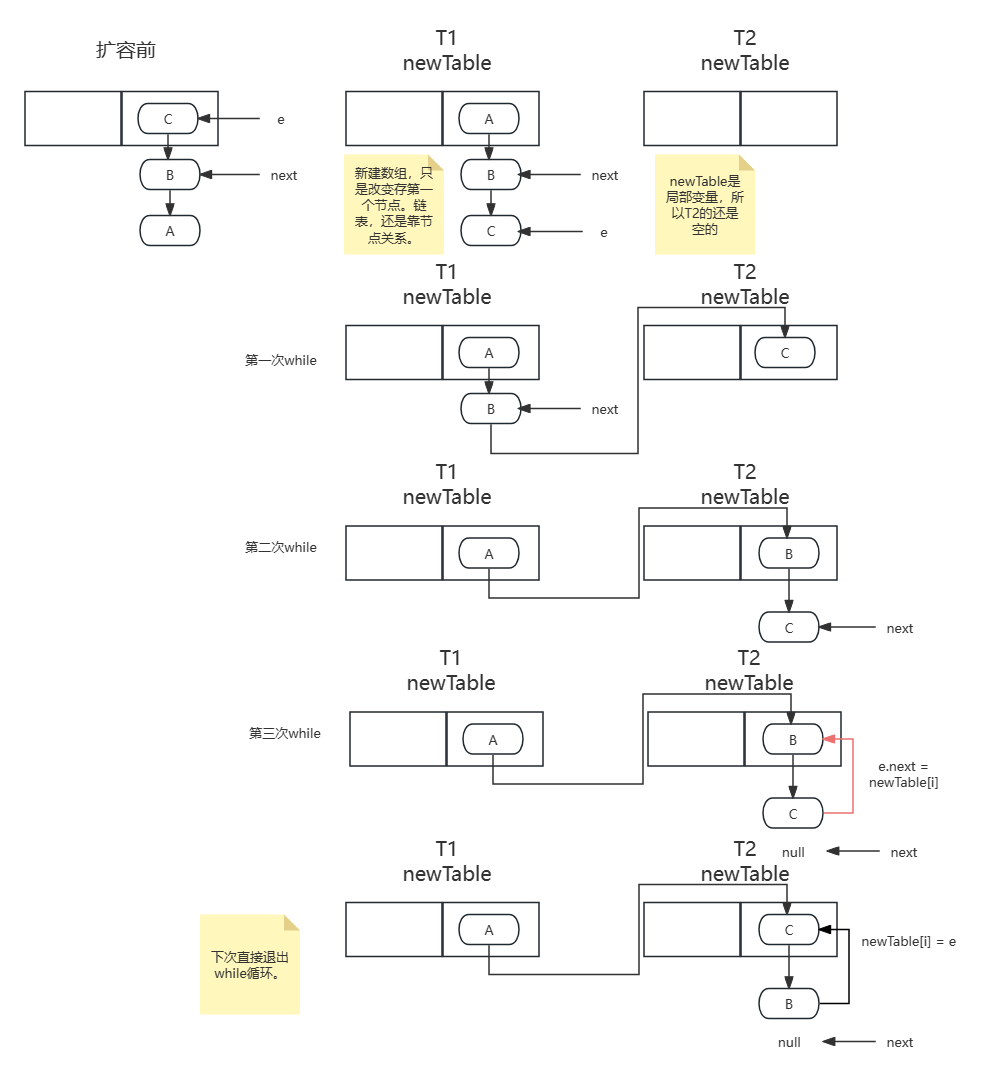 扩容前
T1
newTable
T2
newTable
C
e
B
next
A
A
B
next
C
e
新建数组，只
是改变存第一
个节点。链
表，还是靠节
点关系。
newTable是
局部变量，所
以T2的还是
空的
T1
newTable
T2
newTable
第一次while
A
C
B
next
T1
newTable
T2
newTable
第二次while
A
B
C
next
T1
newTable
T2
newTable
第三次while
A
B
e.next =
newTable[i]
C
null
next
T1
newTable
T2
newTable
下次直接退出
while循环。
A
C
newTable[i] = e
B
null
next